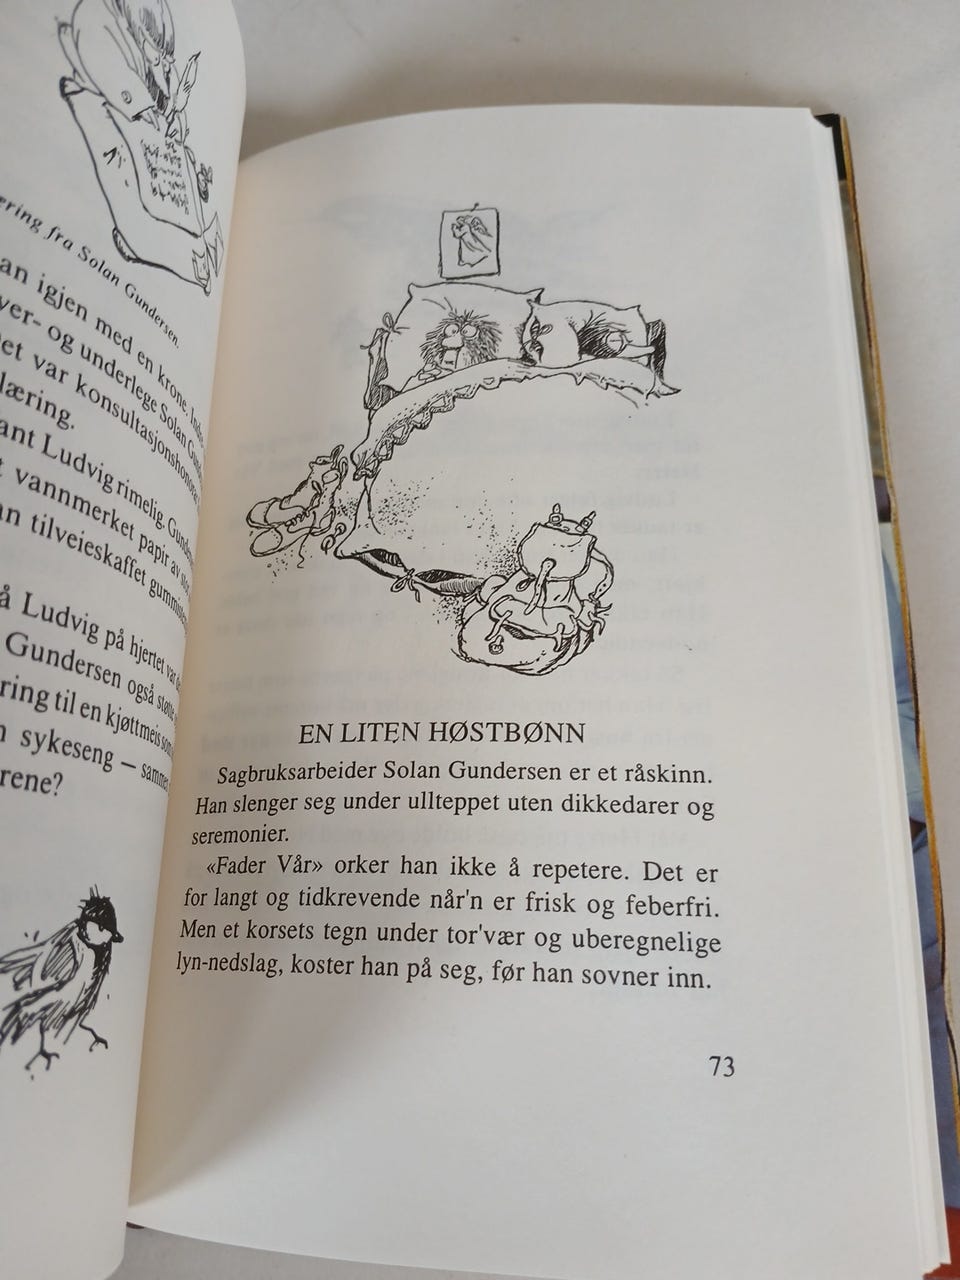 ering fra Solan Gundersen.
an igjen med en krone.
ver- og underlege Solan
et var konsultasjonshonorar
læring.
ant Ludvig rimelig.
vannmerket papir av
n tilveieskaffet
å Ludvig på hjertet var
Gundersen også støtte
ring til en kjøttmeis som
sykeseng – sammen
rene?
EN LITEN HØSTBØNN
Sagbruksarbeider Solan Gundersen er et råskinn.
Han slenger seg under ullteppet uten dikkedarer og
seremonier.
«Fader Vår» orker han ikke å repetere. Det er
for langt og tidkrevende når'n er frisk og feberfri.
Men et korsets tegn under tor'vær og uberegnelige
lyn-nedslag, koster han på seg, før han sovner inn.
73